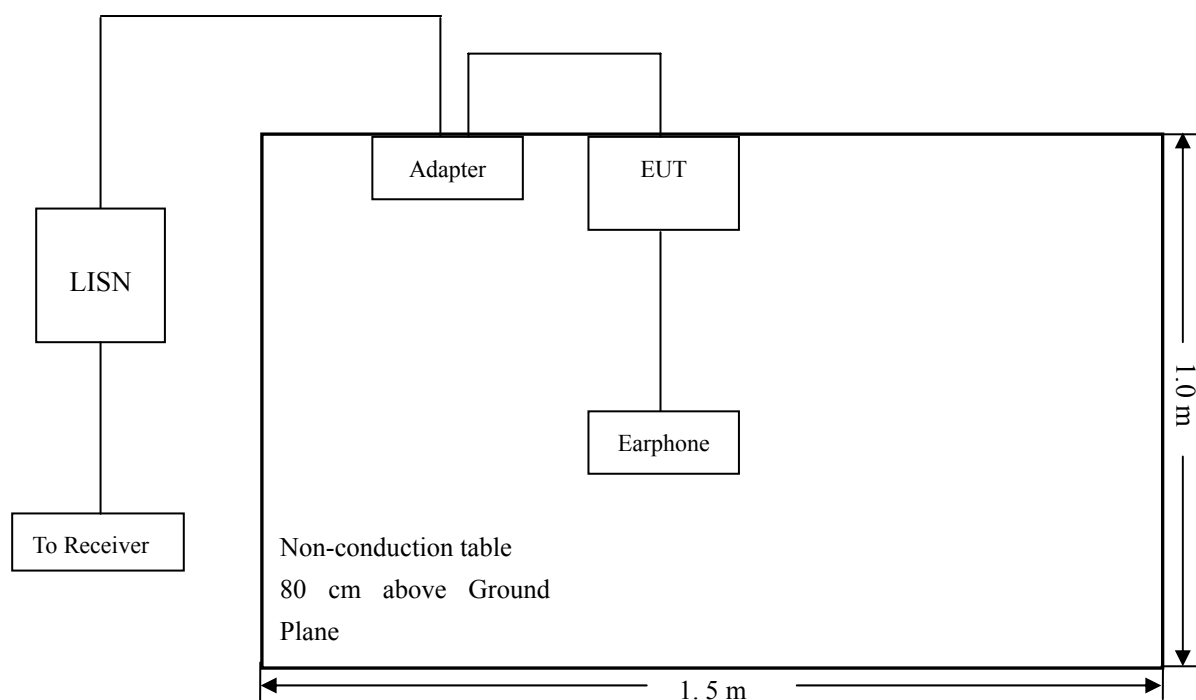 Adapter
EUT
LISN
1.0 m
Earphone
To Receiver
Non-conduction table
80 cm above Ground
Plane
1. 5 m